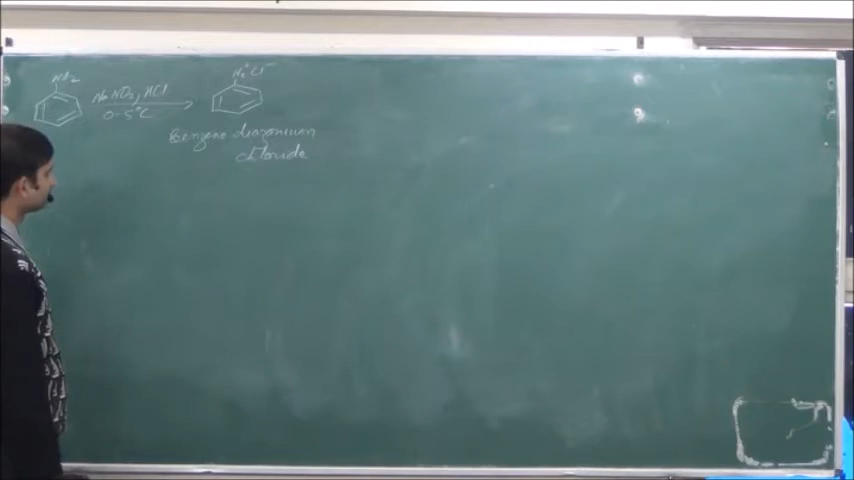 NH2 NaNO2, HCl N2+Cl-
0-5°C
Benzene diazonium
chloride